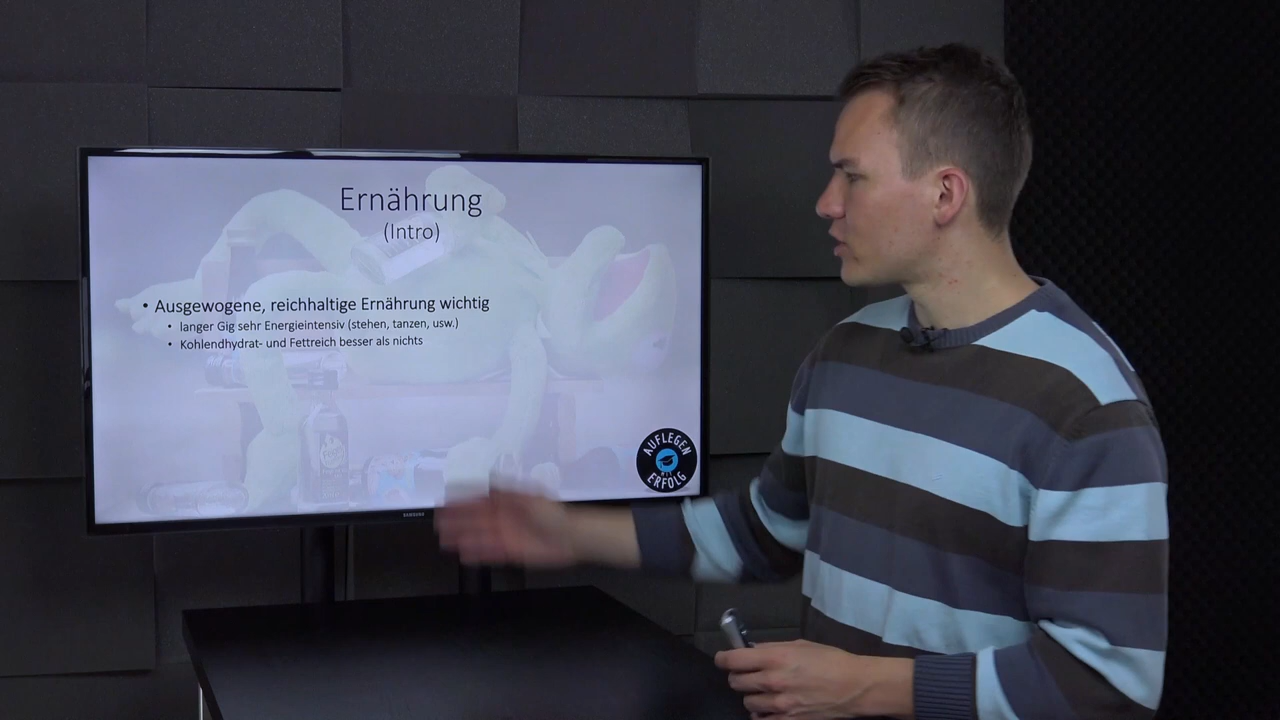 Ernährung
(Intro)
• Ausgewogene, reichhaltige Ernährung wichtig
• langer Gig sehr Energieintensiv (stehen, tanzen, usw.)
• Kohlendhydrat- und Fettreich besser als nichts
AUFLEGEN
MIT
ERFOLG
SAMSUNG